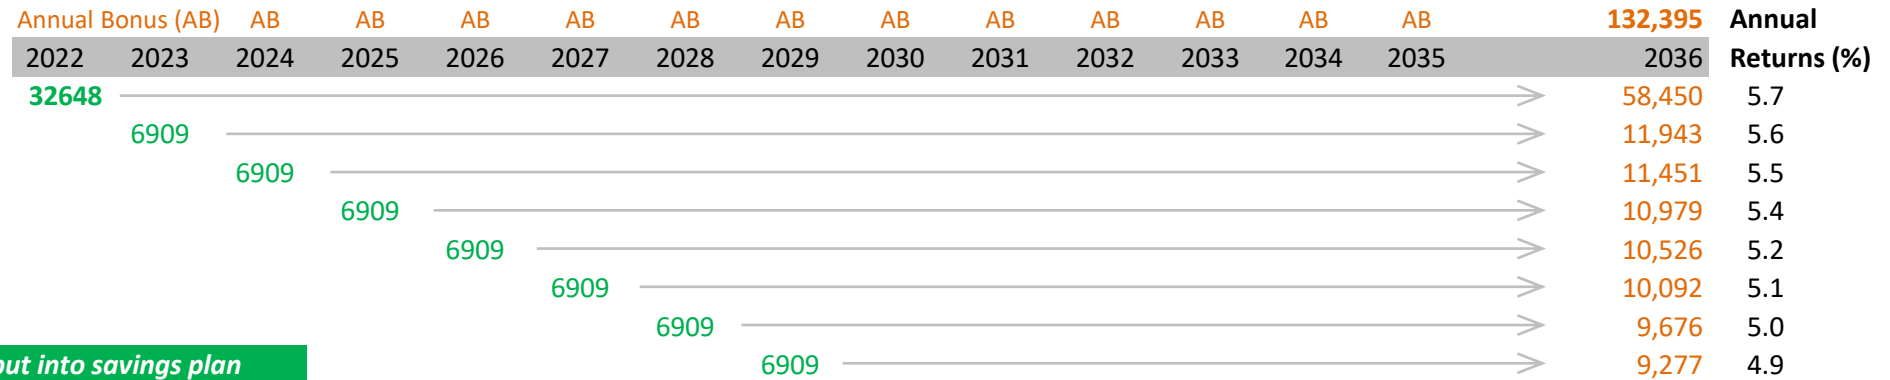 Annual Bonus (AB) AB AB AB AB AB AB AB AB AB AB AB AB 132,395 Annual
2022 2023 2024 2025 2026 2027 2028 2029 2030 2031 2032 2033 2034 2035 2036 Returns (%)
32648 58,450 5.7
6909 11,943 5.6
6909 11,451 5.5
6909 10,979 5.4
6909 10,526 5.2
6909 10,092 5.1
6909 9,676 5.0
put into savings plan 6909 9,277 4.9